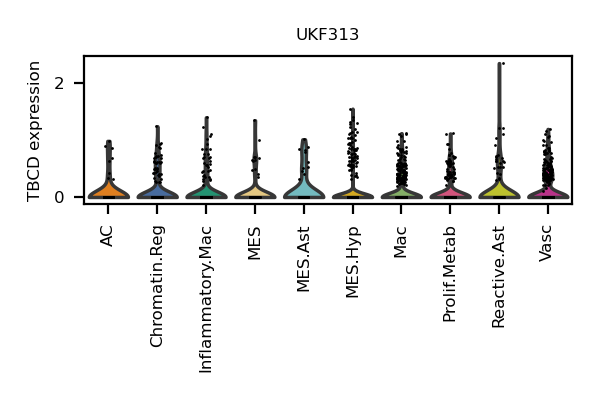 UKF313
TBCD expression
2
0
AC
Chromatin.Reg
Inflammatory.Mac
MES
MES.Ast
MES.Hyp
Mac
Prolif.Metab
Reactive.Ast
Vasc